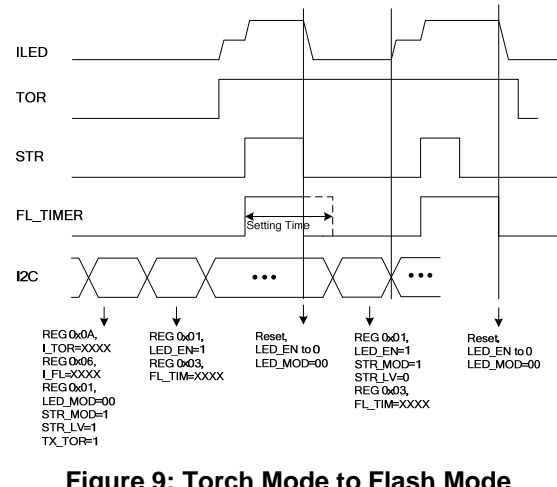 ILED
TOR
STR
FL_TIMER
Setting Time
I2C
•••
•••
REG 0x0A,
I_TOR=XXXX
REG 0x06,
I_FL=XXXX
REG 0x01,
LED_MOD=00
STR_MOD=1
STR_LV=1
TX_TOR=1
REG 0x01,
LED_EN=1
REG 0x03,
FL_TIM=XXXX
Reset,
LED_EN to 0
LED_MOD=00
REG 0x01,
LED_EN=1
STR_MOD=1
STR_LV=0
REG 0x03,
FL_TIM=XXXX
Reset,
LED_EN to 0
LED_MOD=00
Figure 9: Torch Mode to Flash Mode